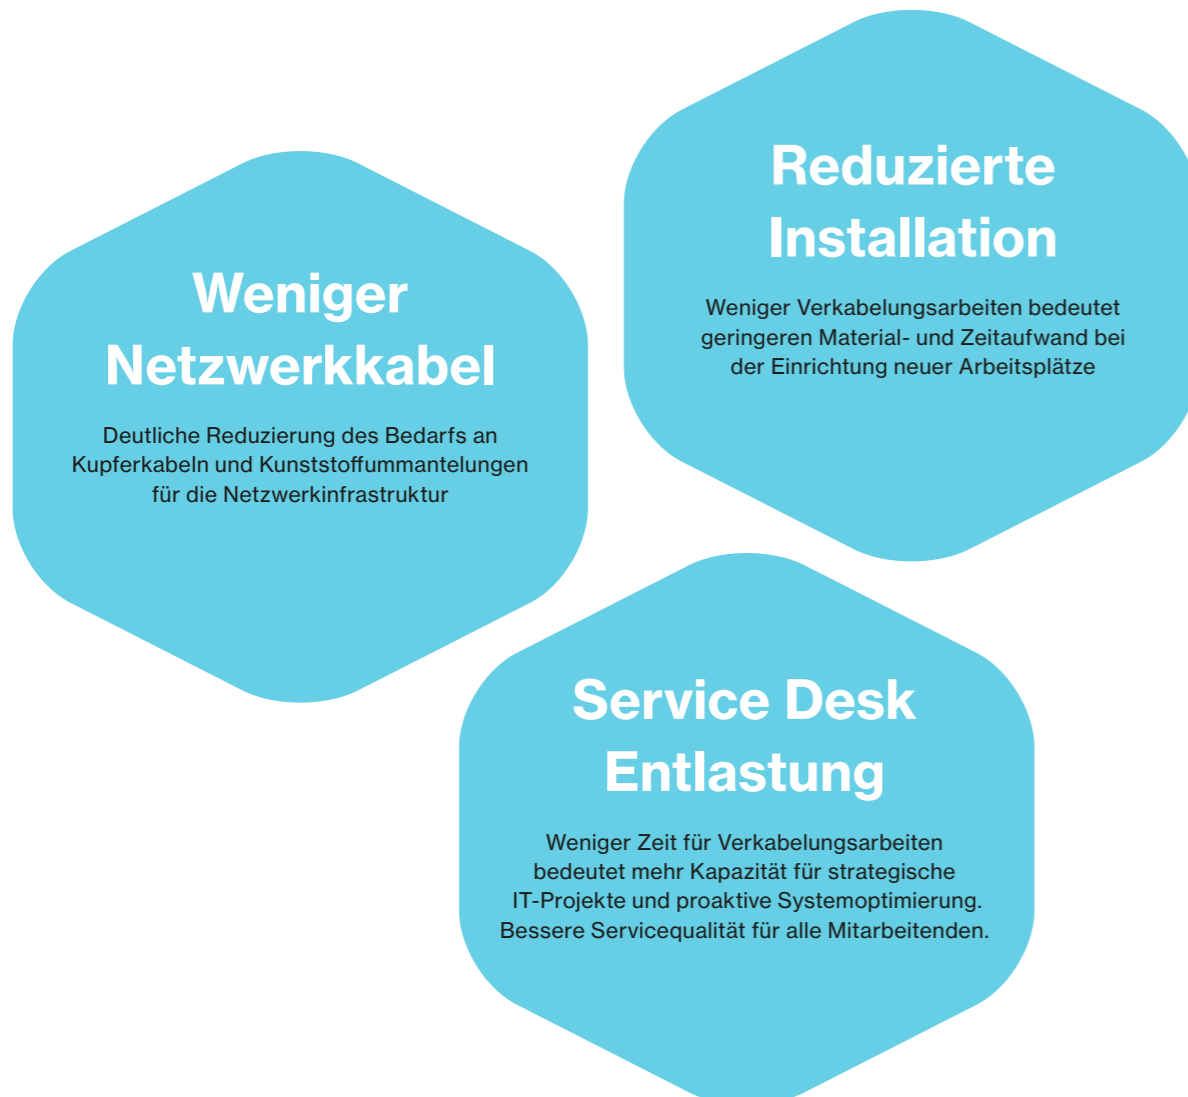 Weniger
Netzwerkkabel
Deutliche Reduzierung des Bedarfs an
Kupferkabeln und Kunststoffummantelungen
für die Netzwerkinfrastruktur
Reduzierte
Installation
Weniger Verkabelungsarbeiten bedeutet
geringeren Material- und Zeitaufwand bei
der Einrichtung neuer Arbeitsplätze
Service Desk
Entlastung
Weniger Zeit für Verkabelungsarbeiten
bedeutet mehr Kapazität für strategische
IT-Projekte und proaktive Systemoptimierung.
Bessere Servicequalität für alle Mitarbeitenden.